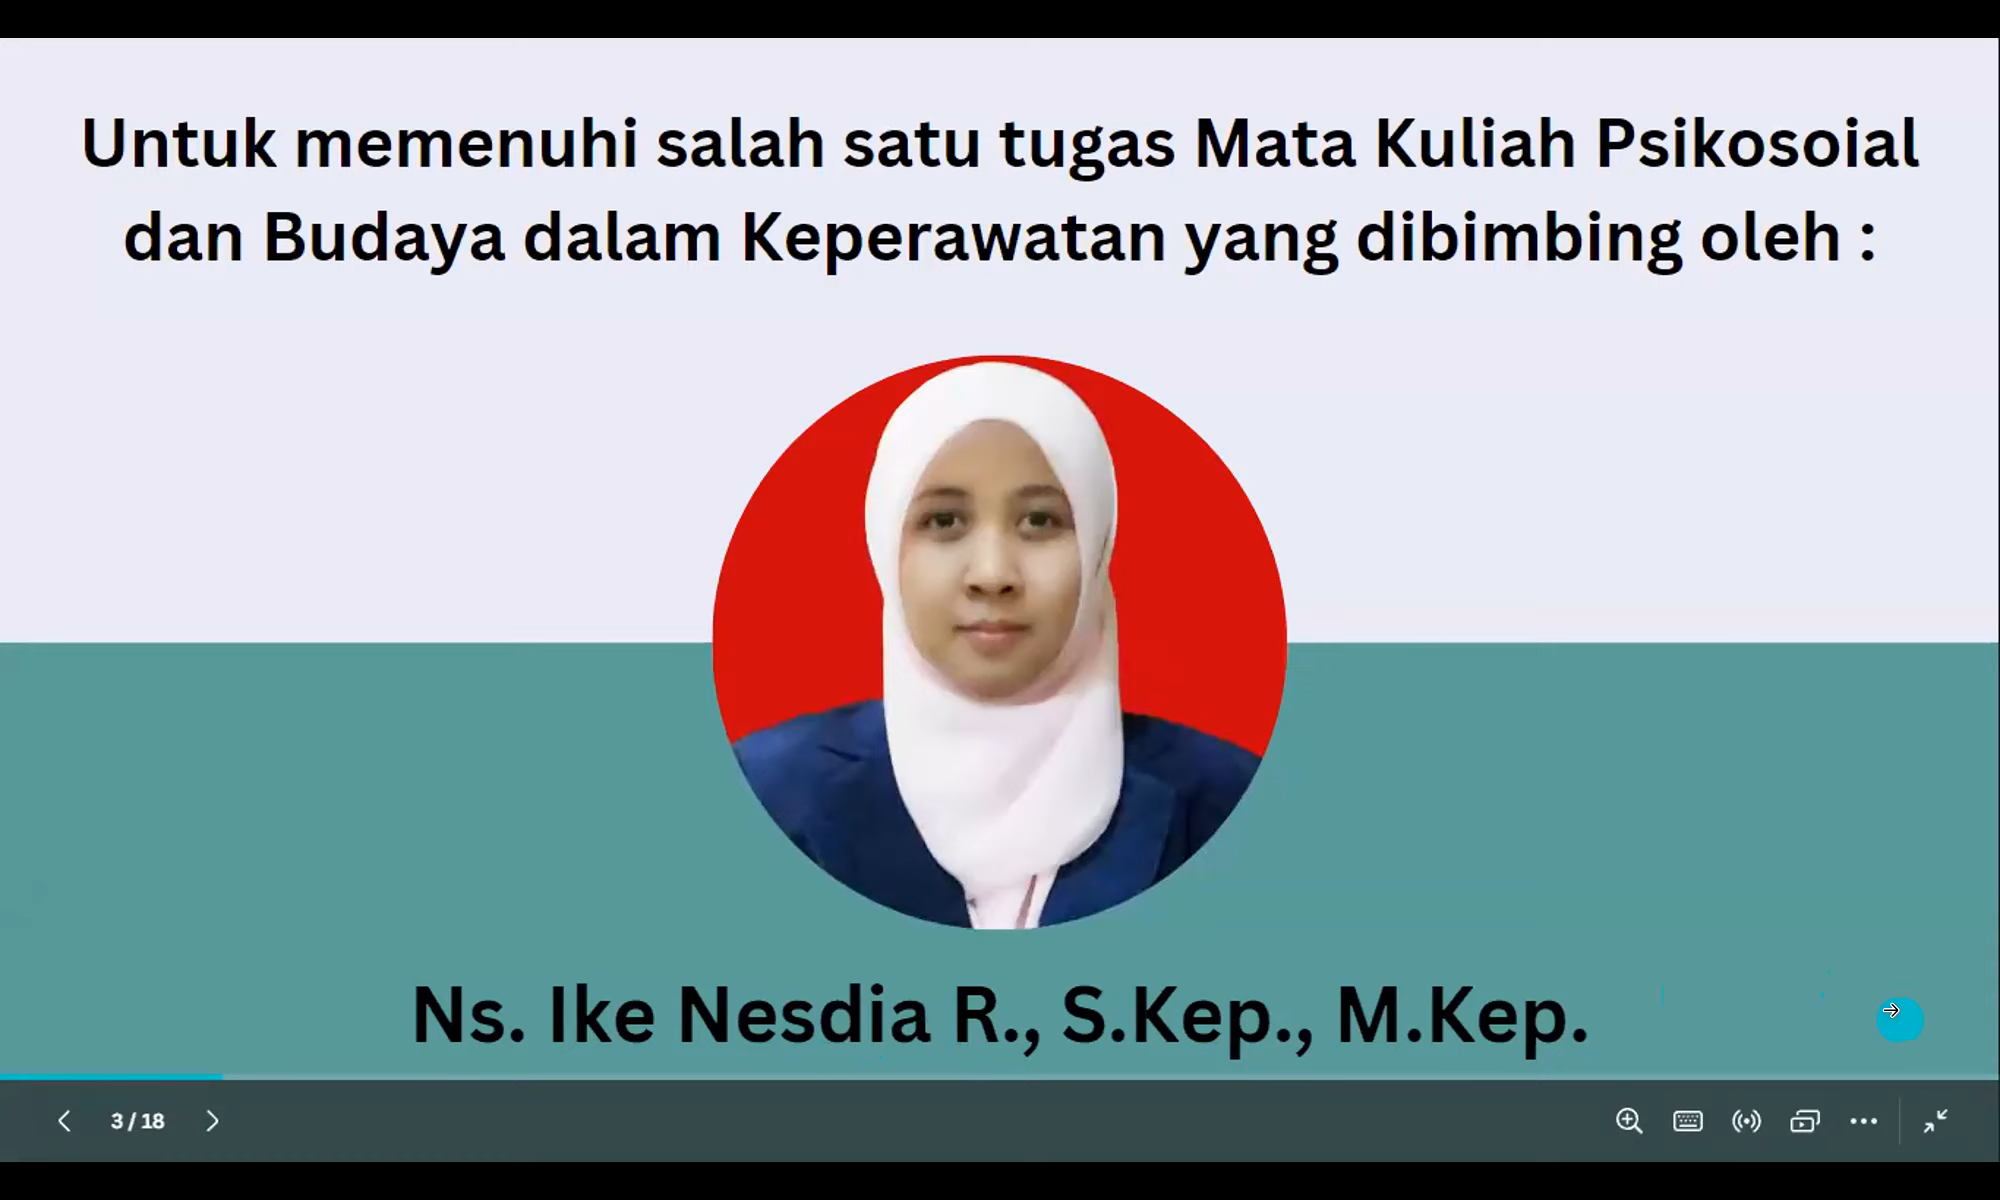 Untuk memenuhi salah satu tugas Mata Kuliah Psikosoial
dan Budaya dalam Keperawatan yang dibimbing oleh :
Ns. Ike Nesdia R., S.Kep., M.Kep.
3 / 18